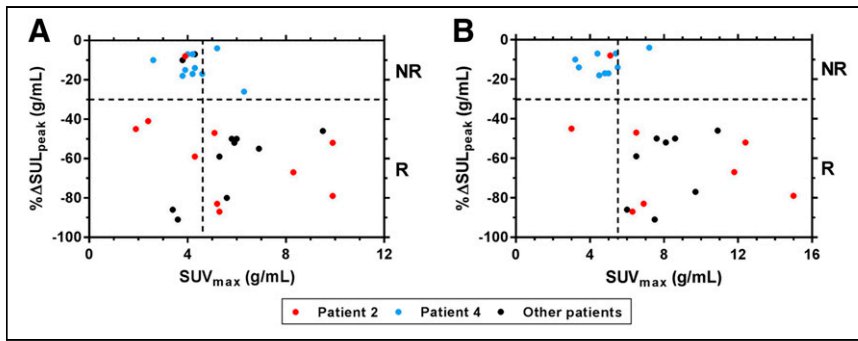 A
B
0
-20
-40
-60
-80
-100
%ΔSULpeak (g/mL)
NR
R
0
4
8
12
SUVmax (g/mL)
0
-20
-40
-60
-80
-100
%ΔSULpeak (g/mL)
NR
R
0
4
8
12
16
SUVmax (g/mL)
Patient 2 Patient 4 Other patients